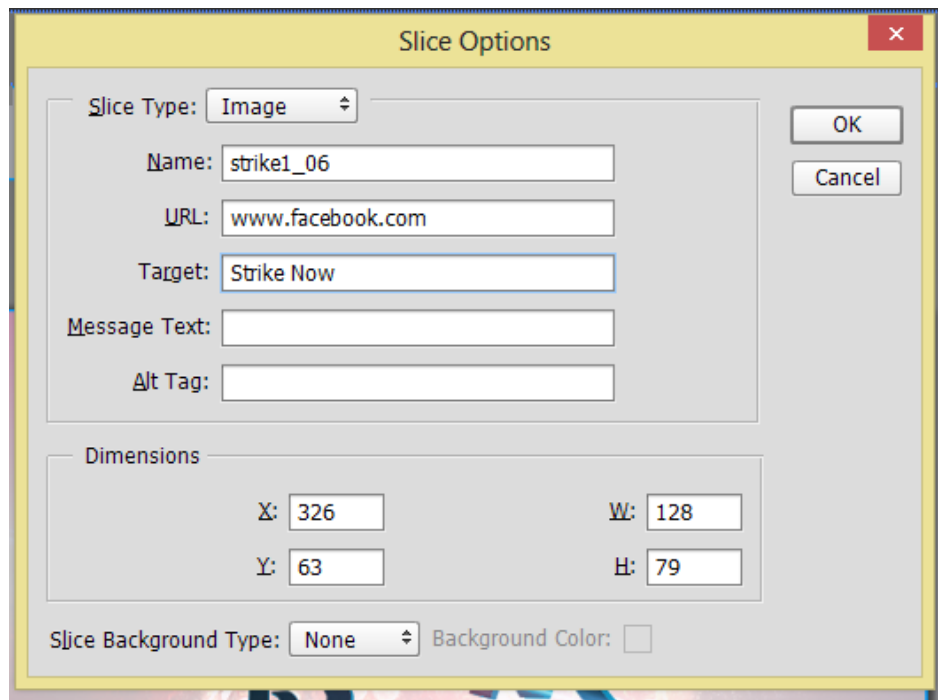 Slice Options
Slice Type: Image
OK
Name: strike1_06
Cancel
URL: www.facebook.com
Target: Strike Now
Message Text:
Alt Tag:
Dimensions
X: 326 W: 128
Y: 63 H: 79
Slice Background Type: None Background Color: